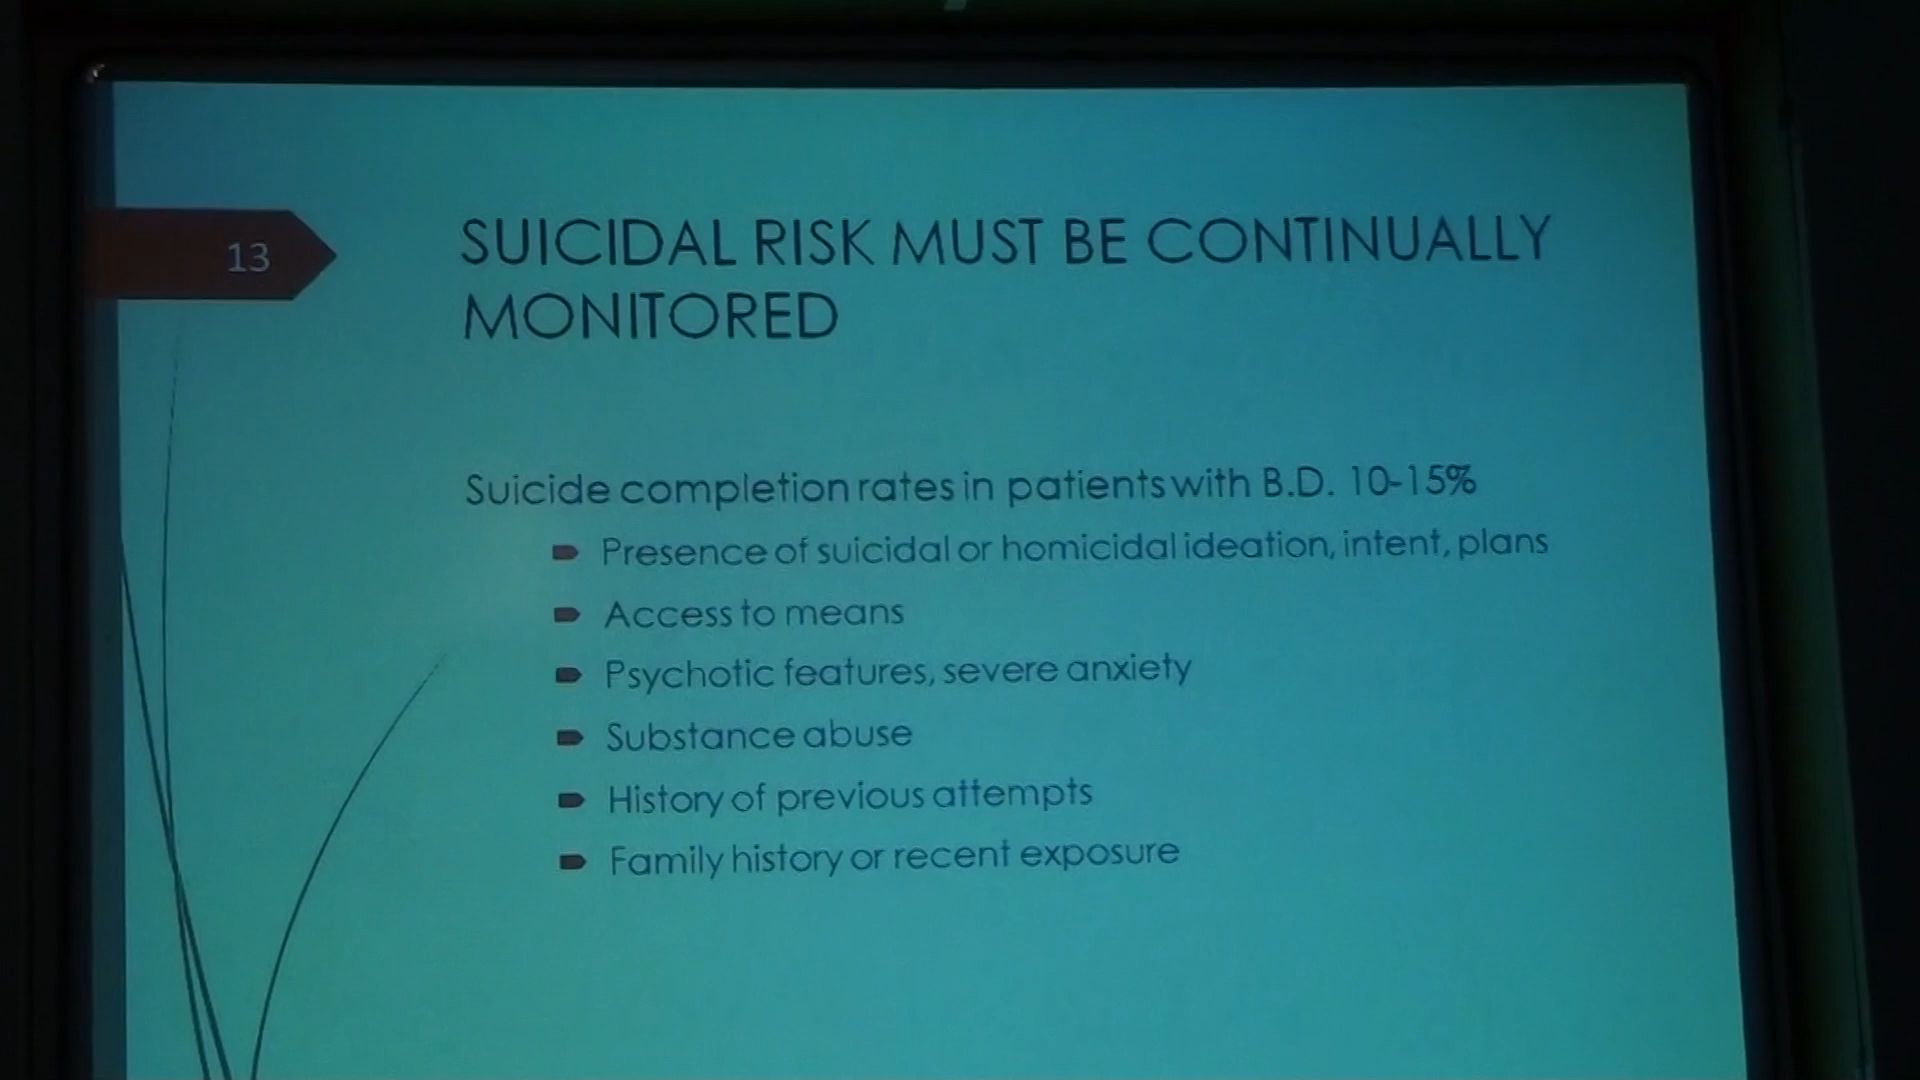 13
SUICIDAL RISK MUST BE CONTINUALLY
MONITORED
Suicide completion rates in patients with B.D. 10-15%
Presence of suicidal or homicidal ideation, intent, plans
Access to means
Psychotic features, severe anxiety
Substance abuse
History of previous attempts
Family history or recent exposure